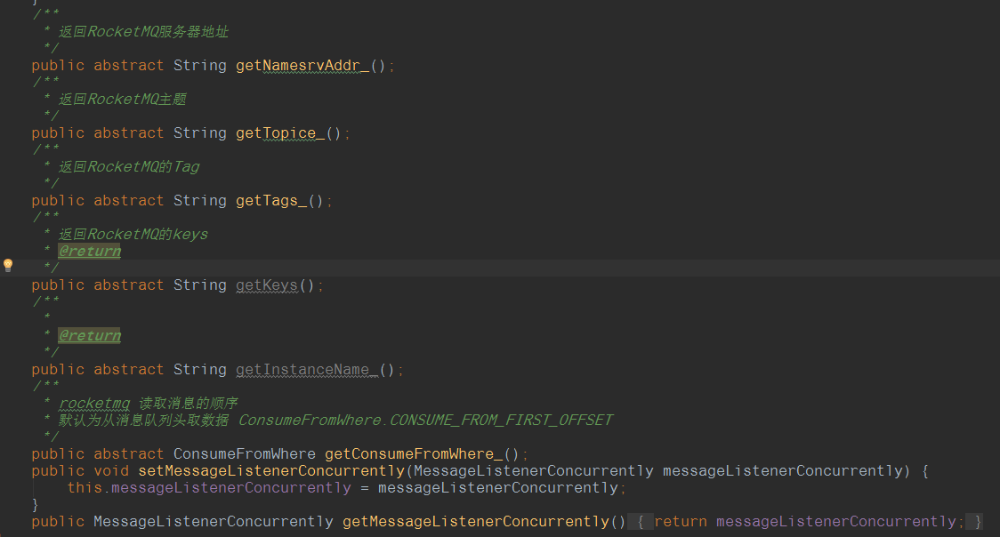 }
/**
 * 返回RocketMQ服务器地址
 */
public abstract String getNamesrvAddr_();
/**
 * 返回RocketMQ主题
 */
public abstract String getTopice_();
/**
 * 返回RocketMQ的Tag
 */
public abstract String getTags_();
/**
 * 返回RocketMQ的keys
 * @return
 */
public abstract String getKeys();
/**
 *
 * @return
 */
public abstract String getInstanceName_();
/**
 * rocketmq 读取消息的顺序
 * 默认为从消息队列头取数据 ConsumeFromWhere.CONSUME_FROM_FIRST_OFFSET
 */
public abstract ConsumeFromWhere getConsumeFromWhere_();
public void setMessageListenerConcurrently(MessageListenerConcurrently messageListenerConcurrently) {
    this.messageListenerConcurrently = messageListenerConcurrently;
}
public MessageListenerConcurrently getMessageListenerConcurrently() { return messageListenerConcurrently; }